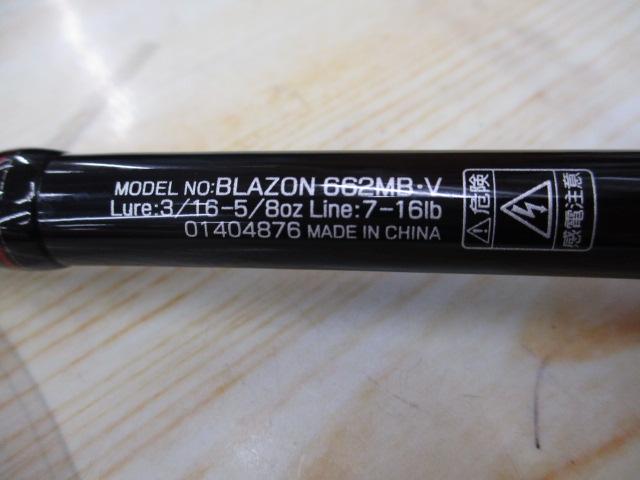 MODEL NO:BLAZON 662MB·V
Lure:3/16-5/8oz Line:7-16lb
01404876 MADE IN CHINA
危険
感電注意